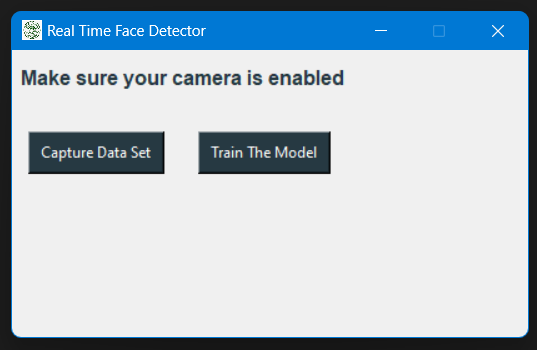 Real Time Face Detector
Make sure your camera is enabled
Capture Data Set
Train The Model